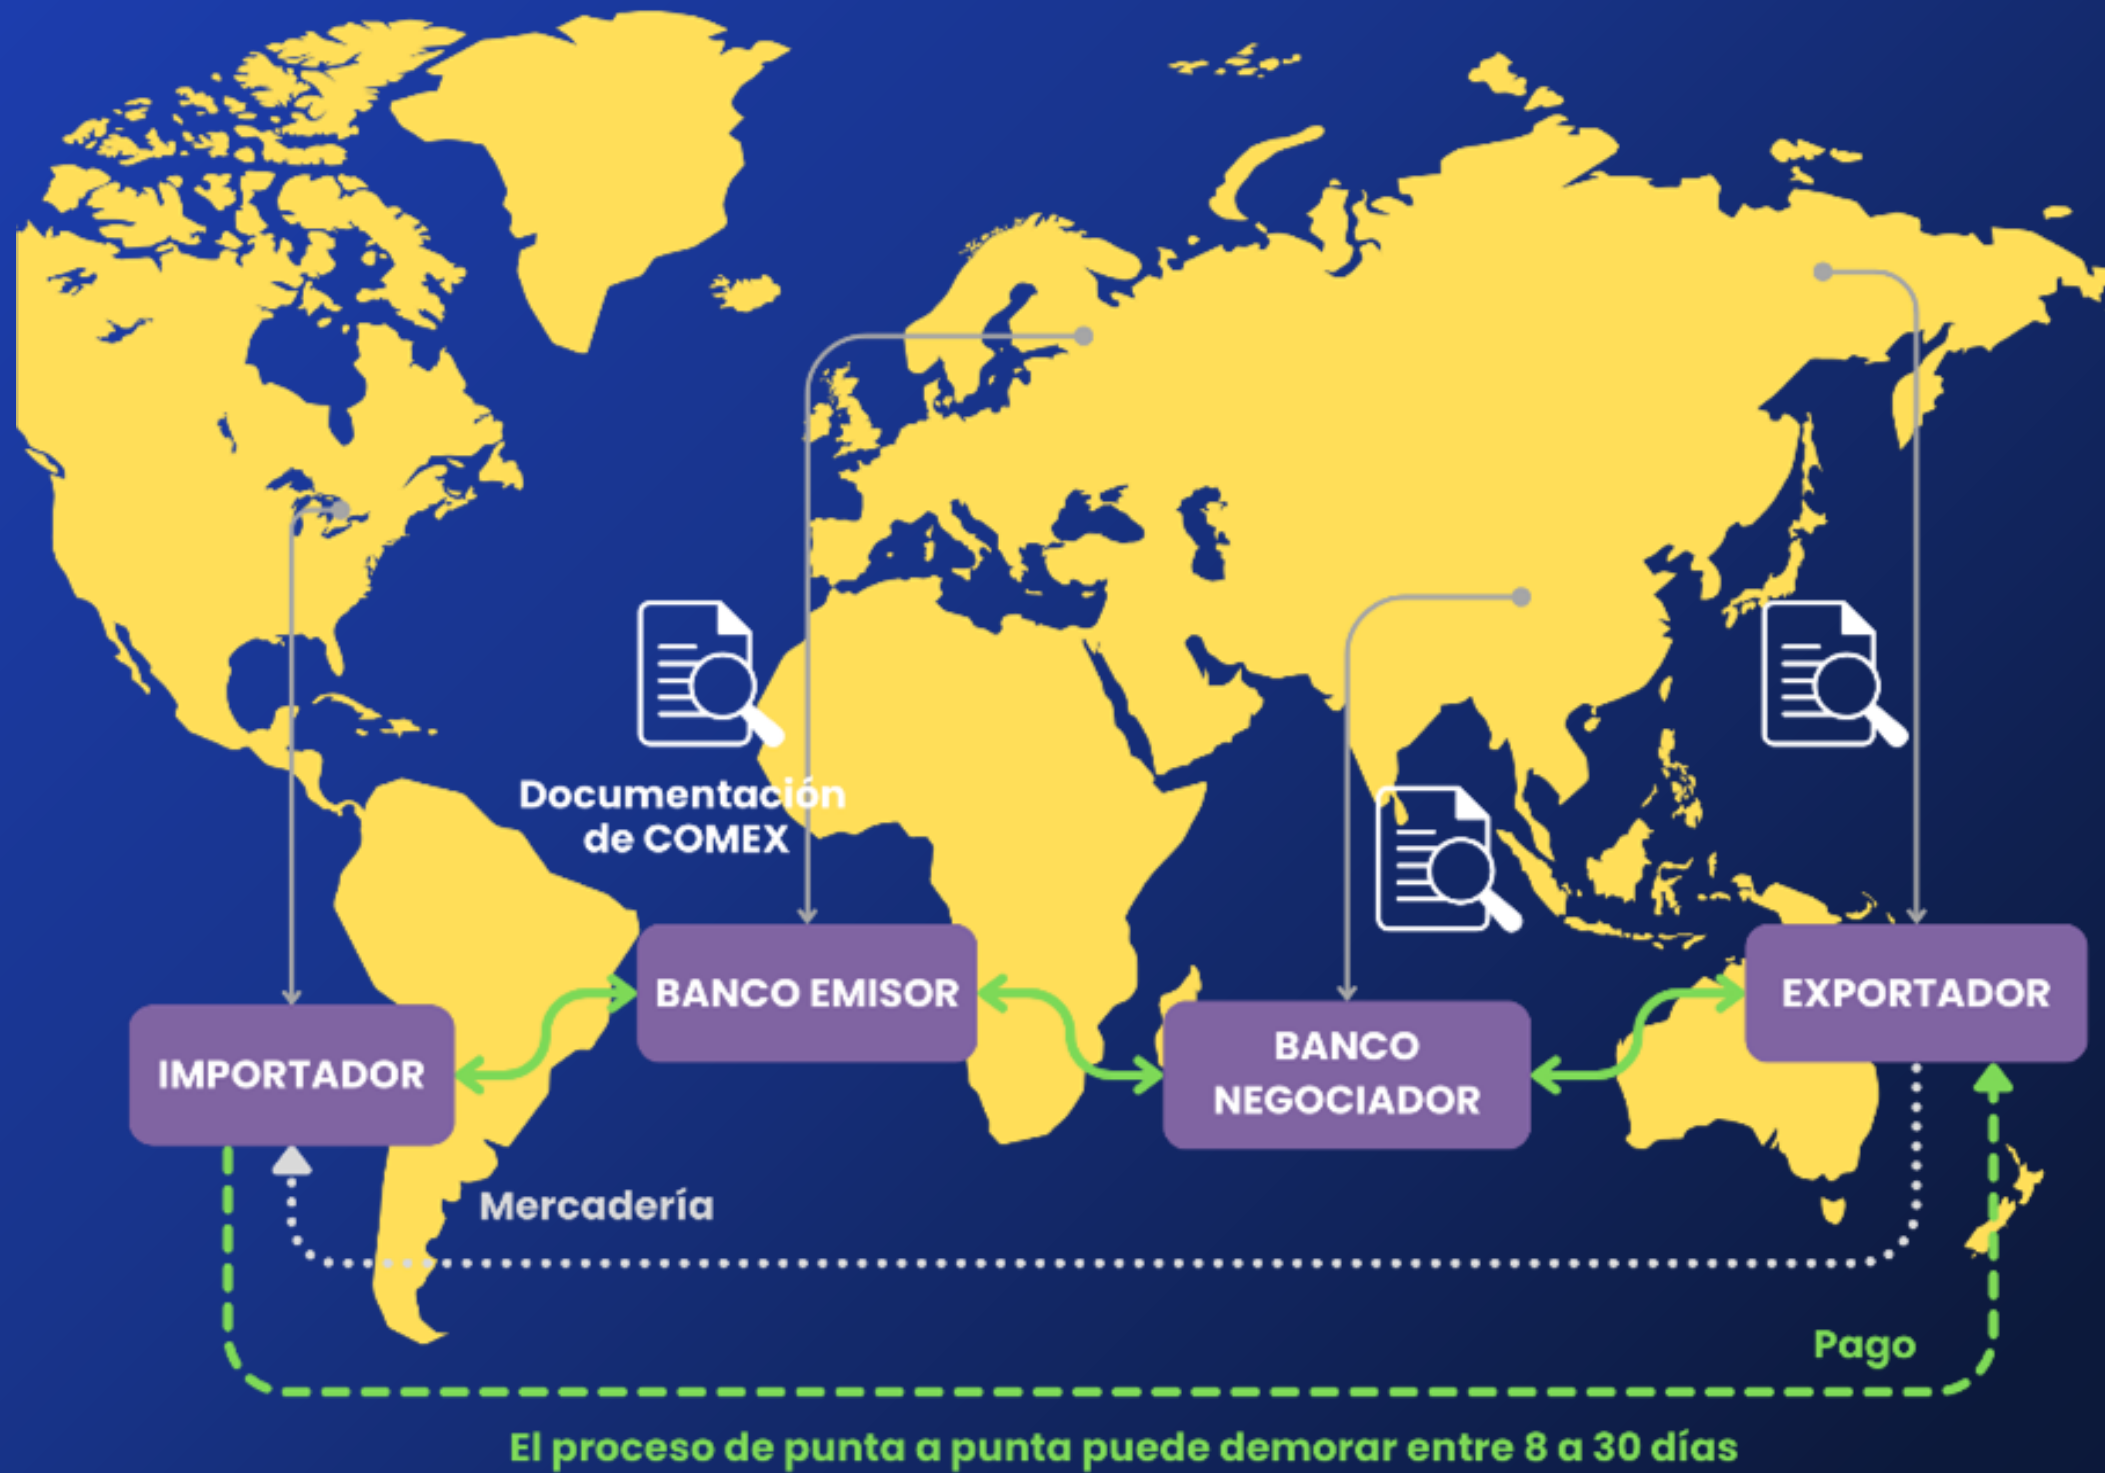 Documentación
de COMEX
BANCO EMISOR
EXPORTADOR
IMPORTADOR
BANCO
NEGOCIADOR
Mercadería
Pago
El proceso de punta a punta puede demorar entre 8 a 30 días